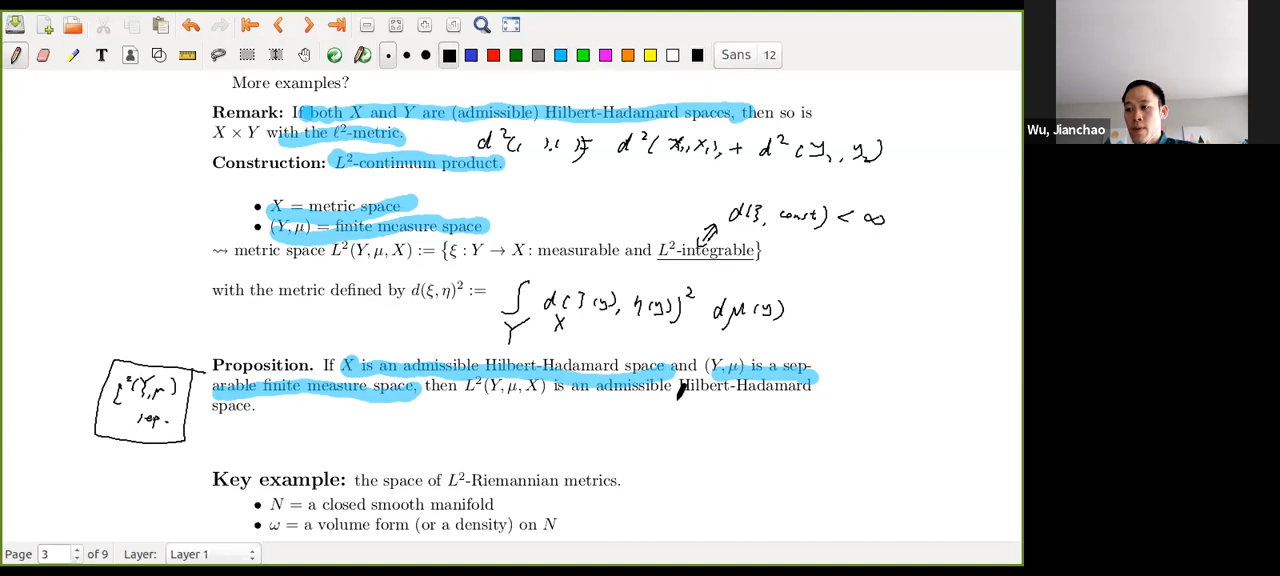 Sans 12
More examples?
Remark: If both X and Y are (admissible) Hilbert-Hadamard spaces, then so is
X × Y with the ℓ²-metric.
d²( ), ( ) = d²(x₁, x₂) + d²(y₁, y₂)
Construction: L²-continuum product.
• X = metric space
• (Y, μ) = finite measure space
d(ξ, const) < ∞
⇝ metric space L²(Y, μ, X) := {ξ : Y → X : measurable and L²-integrable}
with the metric defined by d(ξ, η)² := ∫_Y d_X(ξ(y), η(y))² dμ(y)
Proposition. If X is an admissible Hilbert-Hadamard space and (Y, μ) is a sep-
arable finite measure space, then L²(Y, μ, X) is an admissible Hilbert-Hadamard
space.
L²(Y, μ)
sep.
Key example: the space of L²-Riemannian metrics.
• N = a closed smooth manifold
• ω = a volume form (or a density) on N
Page 3 of 9 Layer: Layer 1
Wu, Jianchao